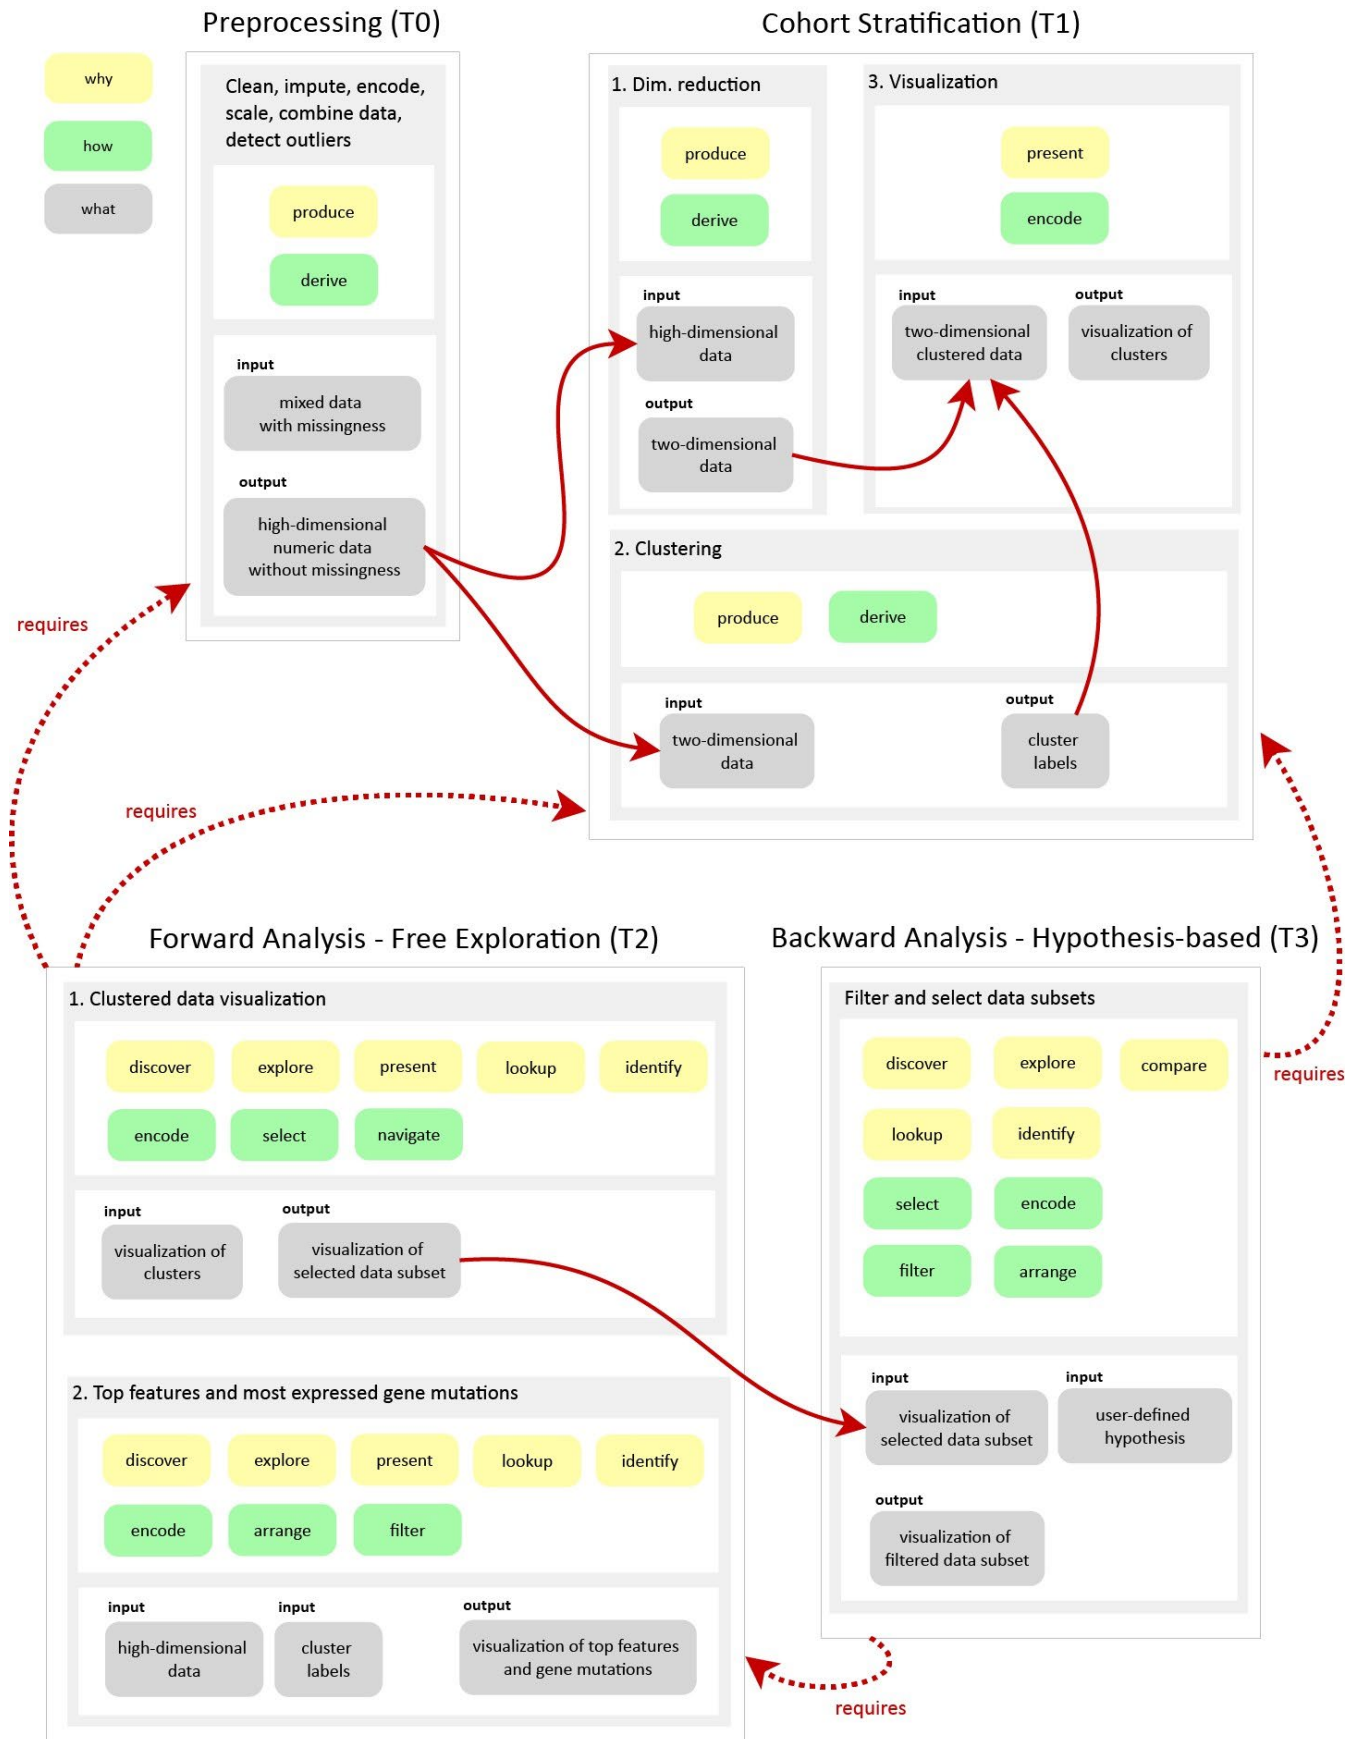 Preprocessing (T0)
why
how
what
Clean, impute, encode,
scale, combine data,
detect outliers
produce
derive
input
mixed data
with missingness
output
high-dimensional
numeric data
without missingness
Cohort Stratification (T1)
1. Dim. reduction
produce
derive
input
high-dimensional
data
output
two-dimensional
data
3. Visualization
present
encode
input
two-dimensional
clustered data
output
visualization of
clusters
2. Clustering
produce
derive
input
two-dimensional
data
output
cluster
labels
requires
requires
Forward Analysis - Free Exploration (T2)
1. Clustered data visualization
discover
explore
present
lookup
identify
encode
select
navigate
input
visualization of
clusters
output
visualization of
selected data subset
2. Top features and most expressed gene mutations
discover
explore
present
lookup
identify
encode
arrange
filter
input
high-dimensional
data
input
cluster
labels
output
visualization of top features
and gene mutations
Backward Analysis - Hypothesis-based (T3)
Filter and select data subsets
discover
explore
compare
lookup
identify
select
encode
filter
arrange
input
visualization of
selected data subset
input
user-defined
hypothesis
output
visualization of
filtered data subset
requires
requires